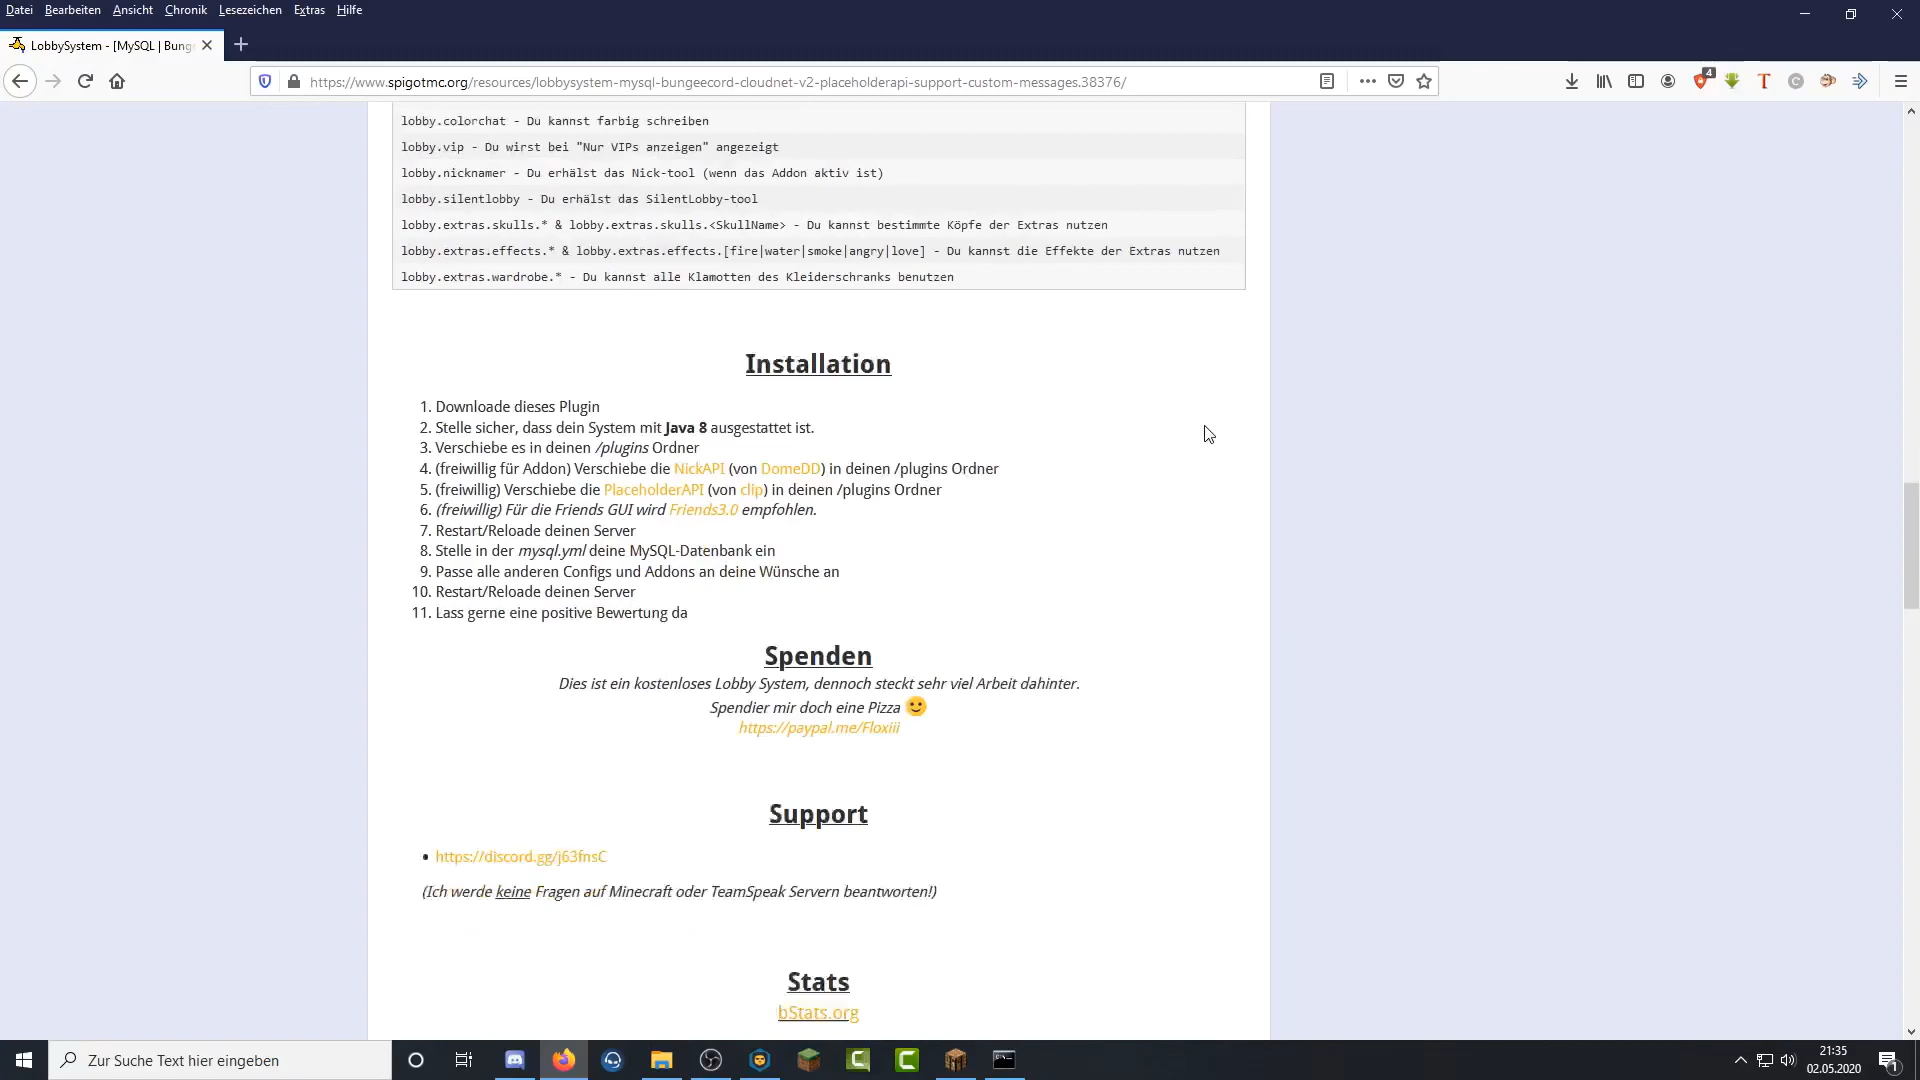 Datei Bearbeiten Ansicht Chronik Lesezeichen Extras Hilfe
LobbySystem - [MySQL | Bung
https://www.spigotmc.org/resources/lobbysystem-mysql-bungeecord-cloudnet-v2-placeholderapi-support-custom-messages.38376/
4
lobby.colorchat - Du kannst farbig schreiben
lobby.vip - Du wirst bei "Nur VIPs anzeigen" angezeigt
lobby.nicknamer - Du erhälst das Nick-tool (wenn das Addon aktiv ist)
lobby.silentlobby - Du erhälst das SilentLobby-tool
lobby.extras.skulls.* & lobby.extras.skulls.<SkullName> - Du kannst bestimmte Köpfe der Extras nutzen
lobby.extras.effects.* & lobby.extras.effects.[fire|water|smoke|angry|love] - Du kannst die Effekte der Extras nutzen
lobby.extras.wardrobe.* - Du kannst alle Klamotten des Kleiderschranks benutzen
Installation
1. Downloade dieses Plugin
2. Stelle sicher, dass dein System mit Java 8 ausgestattet ist.
3. Verschiebe es in deinen /plugins Ordner
4. (freiwillig für Addon) Verschiebe die NickAPI (von DomeDD) in deinen /plugins Ordner
5. (freiwillig) Verschiebe die PlaceholderAPI (von clip) in deinen /plugins Ordner
6. (freiwillig) Für die Friends GUI wird Friends3.0 empfohlen.
7. Restart/Reloade deinen Server
8. Stelle in der mysql.yml deine MySQL-Datenbank ein
9. Passe alle anderen Configs und Addons an deine Wünsche an
10. Restart/Reloade deinen Server
11. Lass gerne eine positive Bewertung da
Spenden
Dies ist ein kostenloses Lobby System, dennoch steckt sehr viel Arbeit dahinter.
Spendier mir doch eine Pizza 🙂
https://paypal.me/Floxiii
Support
• https://discord.gg/j63fnsC
(Ich werde keine Fragen auf Minecraft oder TeamSpeak Servern beantworten!)
Stats
bStats.org
Zur Suche Text hier eingeben
21:35
02.05.2020
1